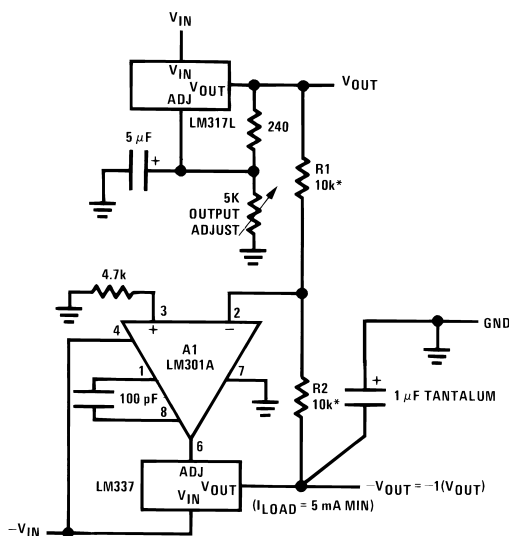 VIN
VIN
VOUT
VOUT
ADJ
LM317L
240
5 μF
+
R1
10k*
5K
OUTPUT
ADJUST
4.7k
3
2
+
−
4
A1
LM301A
1
7
100 pF
8
6
GND
R2
10k*
+
1 μF TANTALUM
ADJ
LM337
VOUT
VIN
−VOUT = −1(VOUT)
(ILOAD = 5 mA MIN)
−VIN